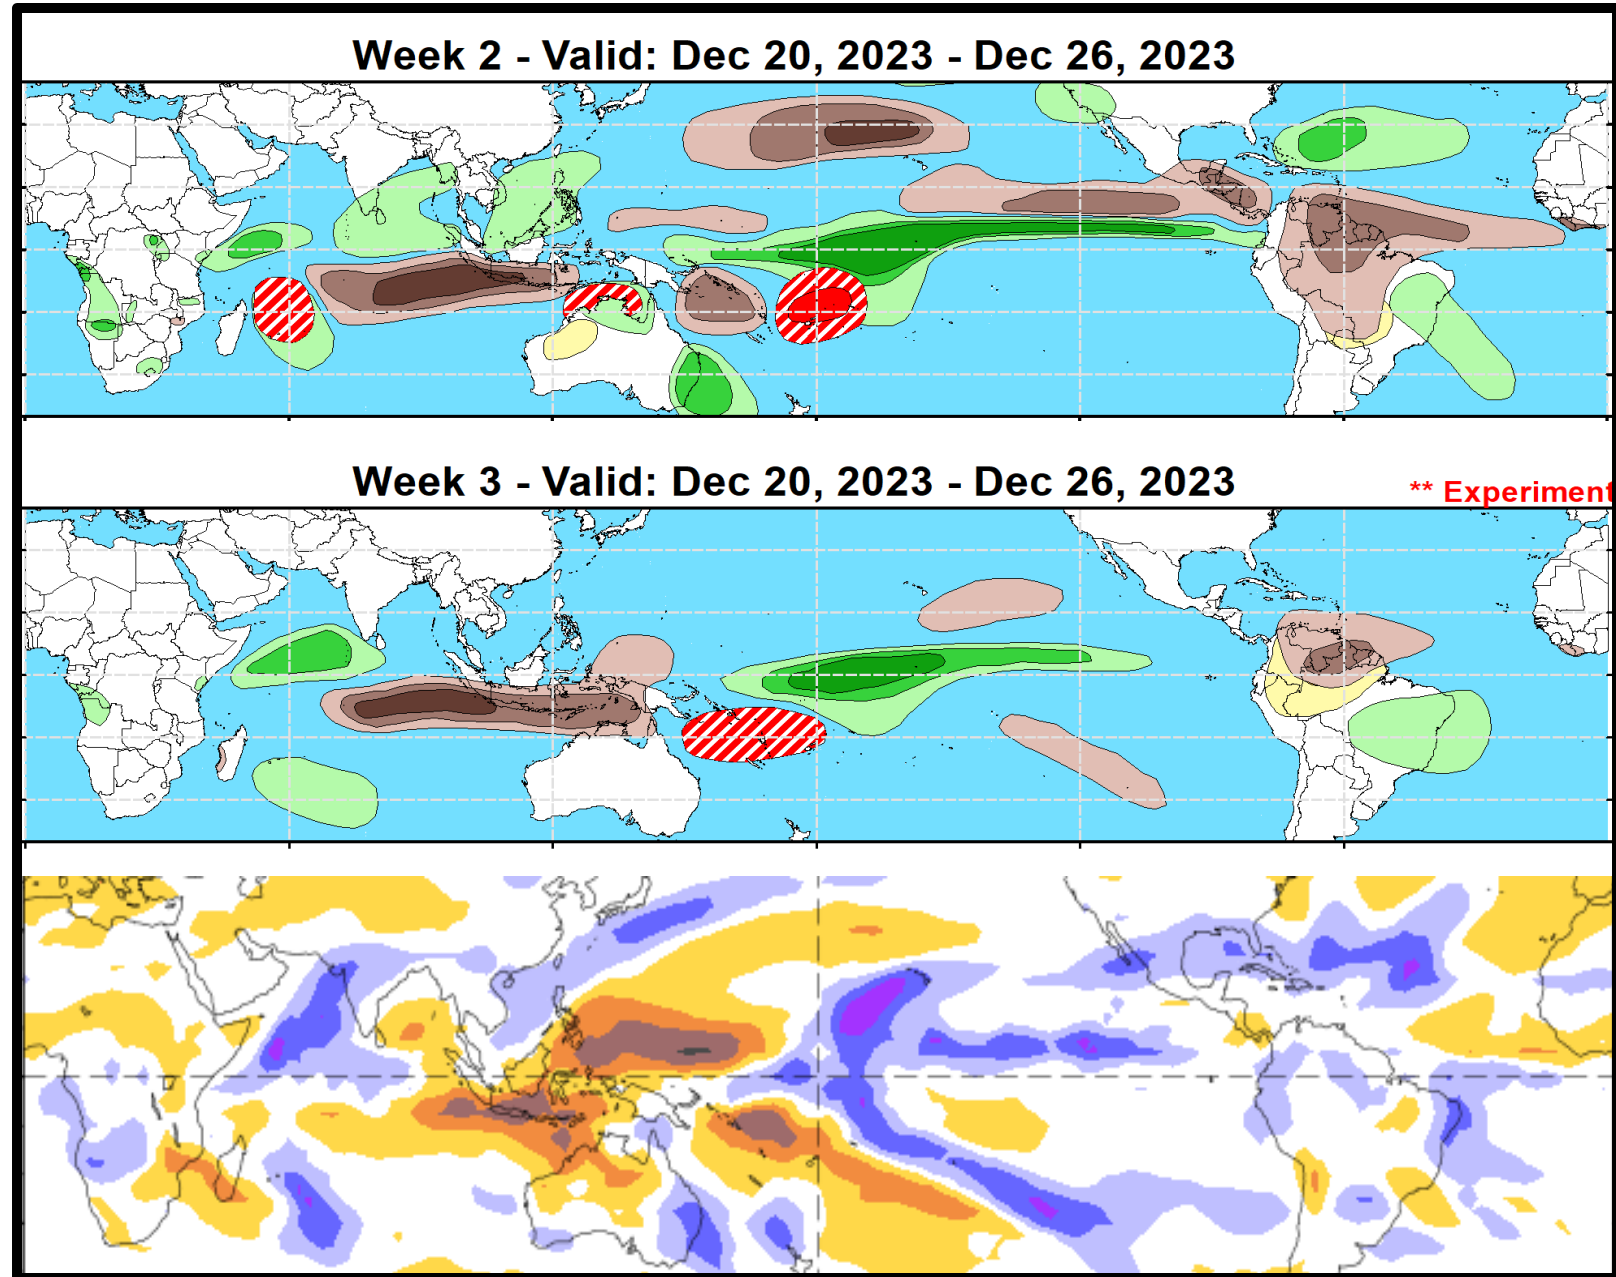 Week 2 - Valid: Dec 20, 2023 - Dec 26, 2023
Week 3 - Valid: Dec 20, 2023 - Dec 26, 2023
** Experiment